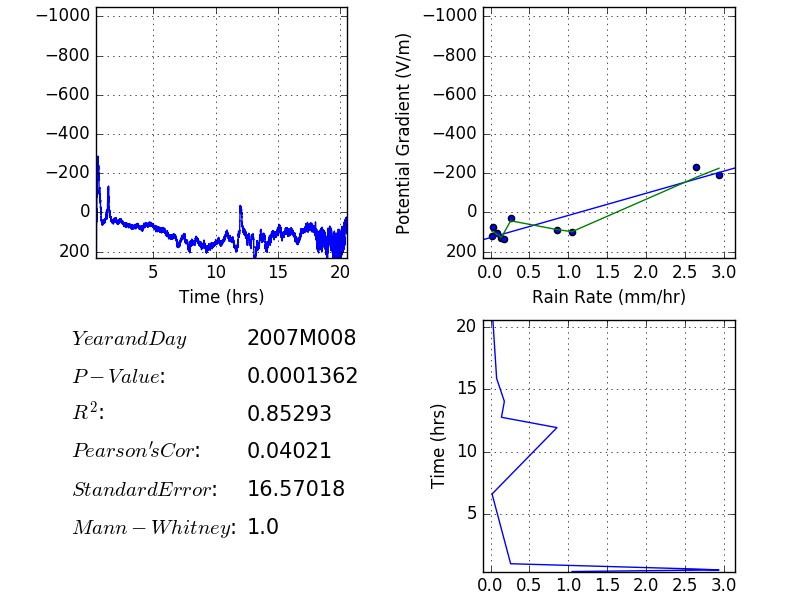 −1000
−800
−600
−400
−200
0
200
5 10 15 20
Time (hrs)
Potential Gradient (V/m)
−1000
−800
−600
−400
−200
0
200
0.0 0.5 1.0 1.5 2.0 2.5 3.0
Rain Rate (mm/hr)
YearandDay 2007M008
P−Value: 0.0001362
R²: 0.85293
Pearson'sCor: 0.04021
StandardError: 16.57018
Mann−Whitney: 1.0
Time (hrs)
20
15
10
5
0.0 0.5 1.0 1.5 2.0 2.5 3.0